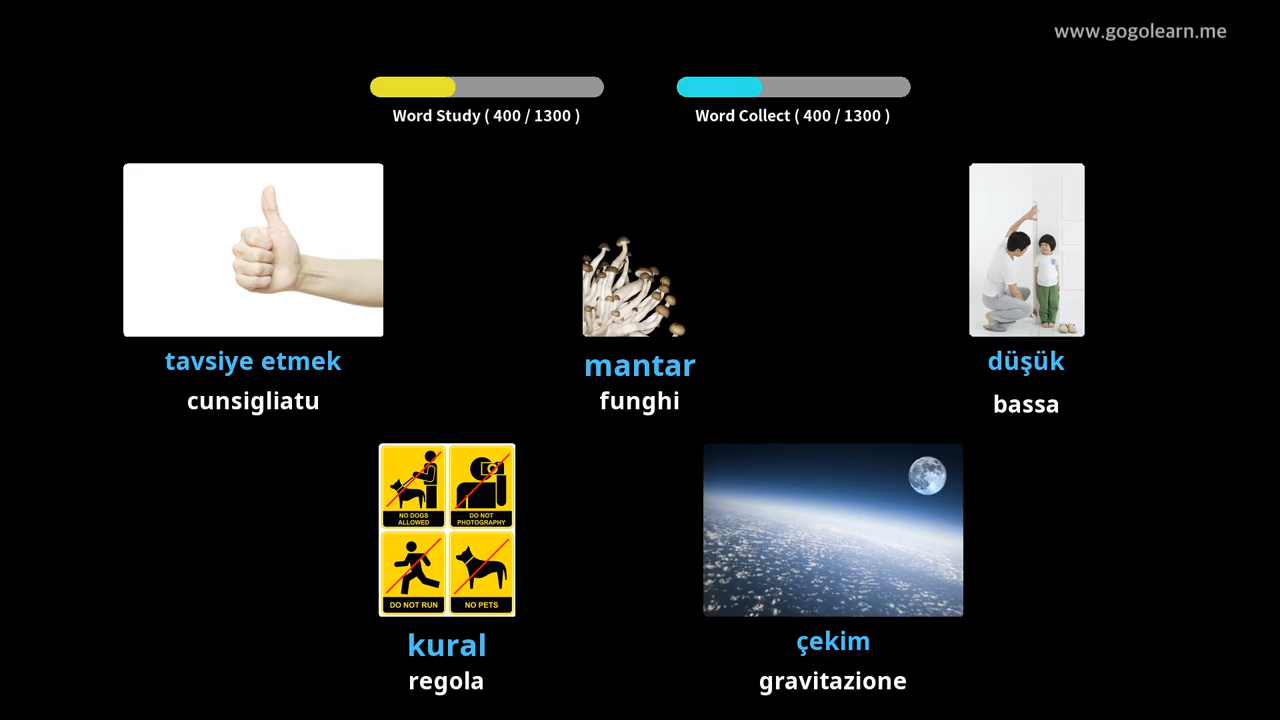 www.gogolearn.me
Word Study ( 400 / 1300 )
Word Collect ( 400 / 1300 )
tavsiye etmek
cunsigliatu
mantar
funghi
düşük
bassa
NO DOGS
ALLOWED
DO NOT
PHOTOGRAPHY
DO NOT RUN
NO PETS
kural
regola
çekim
gravitazione